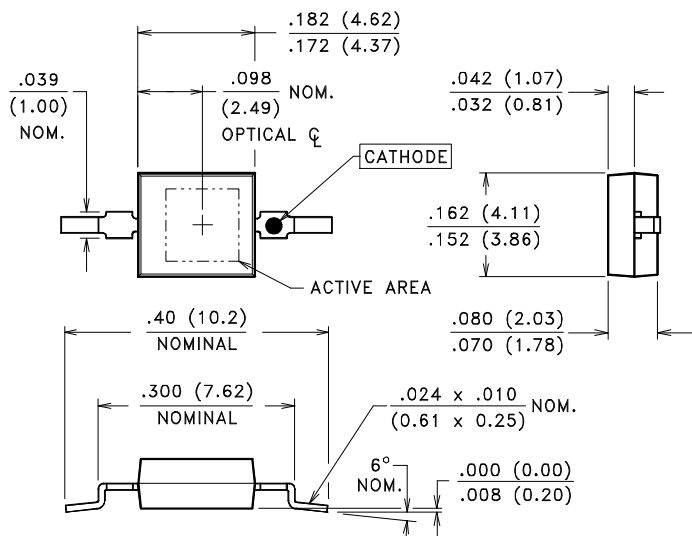 .182 (4.62)
.172 (4.37)
.039
(1.00)
NOM.
.098
(2.49)
NOM.
OPTICAL ℄
.042 (1.07)
.032 (0.81)
CATHODE
.162 (4.11)
.152 (3.86)
ACTIVE AREA
.40 (10.2)
NOMINAL
.080 (2.03)
.070 (1.78)
.300 (7.62)
NOMINAL
.024 x .010
(0.61 x 0.25)
NOM.
6°
NOM.
.000 (0.00)
.008 (0.20)